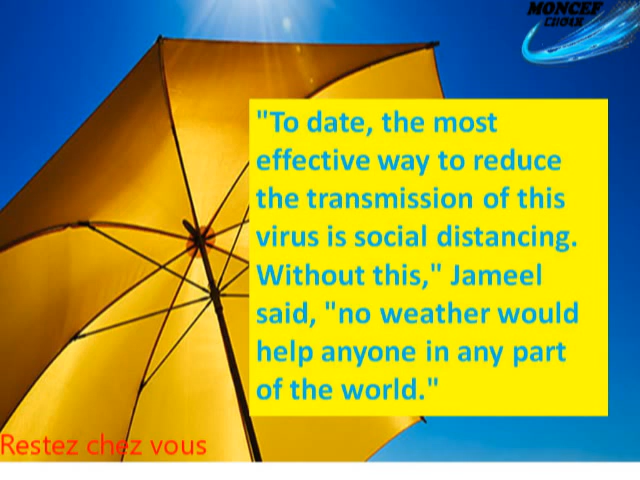 MONCEF
"To date, the most
effective way to reduce
the transmission of this
virus is social distancing.
Without this," Jameel
said, "no weather would
help anyone in any part
of the world."
Restez chez vous